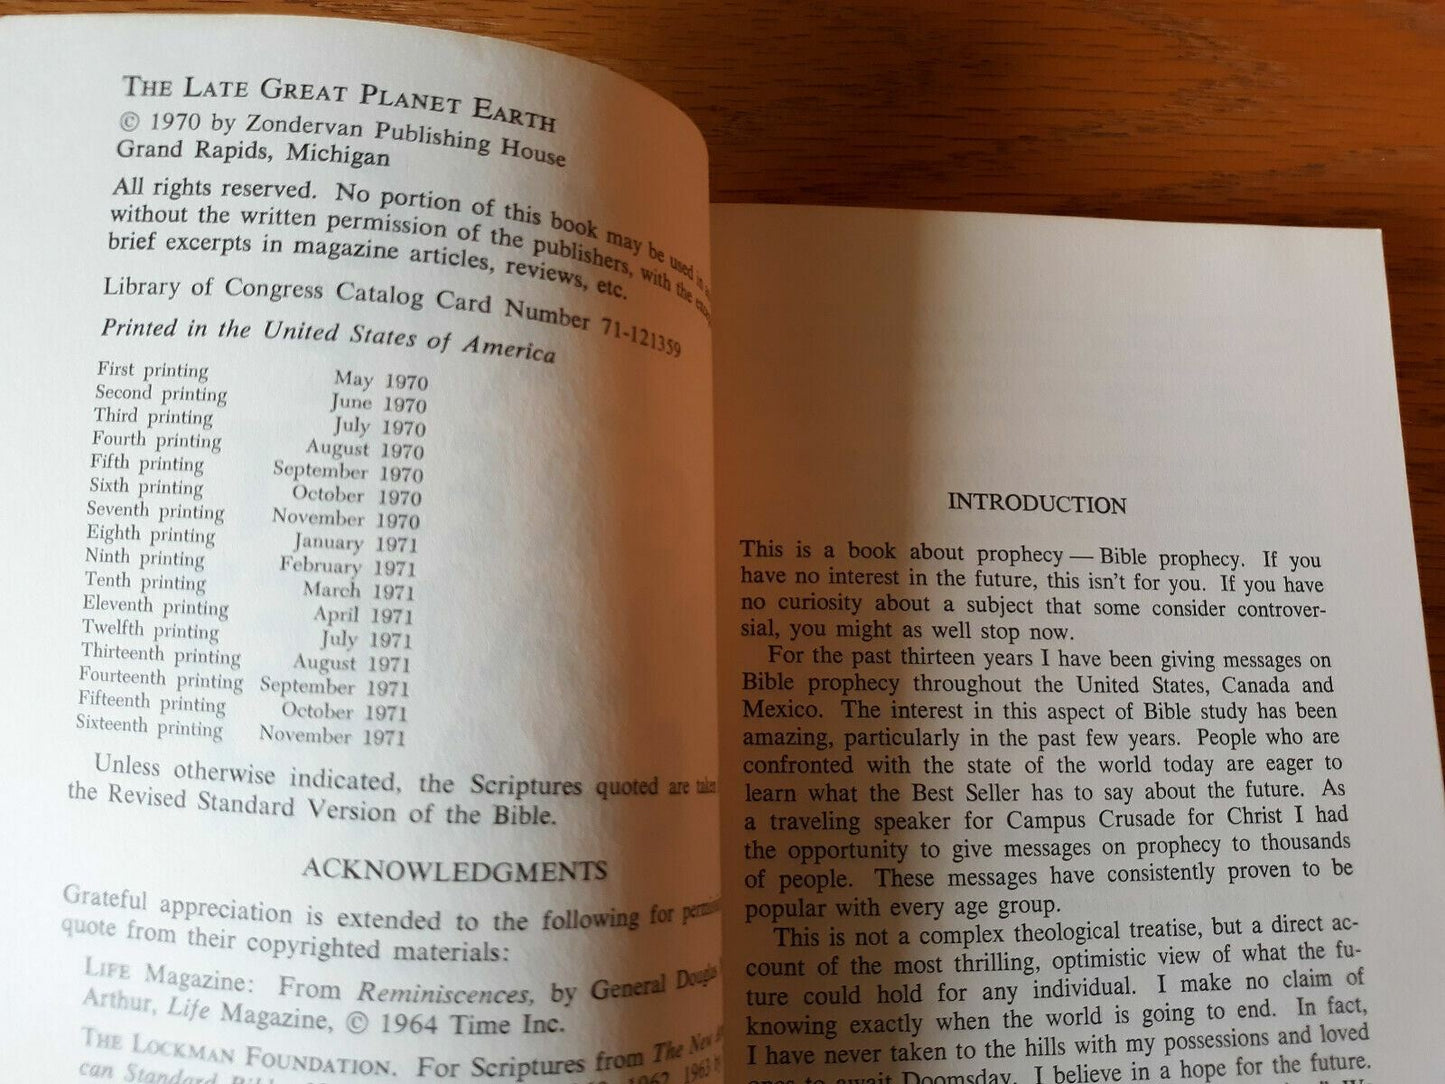 THE LATE GREAT PLANET EARTH
© 1970 by Zondervan Publishing House
Grand Rapids, Michigan
All rights reserved. No portion of this book may be used in
without the written permission of the publishers, with the
brief excerpts in magazine articles, reviews, etc.
Library of Congress Catalog Card Number 71-121359
Printed in the United States of America
First printing May 1970
Second printing June 1970
Third printing July 1970
Fourth printing August 1970
Fifth printing September 1970
Sixth printing October 1970
Seventh printing November 1970
Eighth printing January 1971
Ninth printing February 1971
Tenth printing March 1971
Eleventh printing April 1971
Twelfth printing July 1971
Thirteenth printing August 1971
Fourteenth printing September 1971
Fifteenth printing October 1971
Sixteenth printing November 1971
Unless otherwise indicated, the Scriptures quoted are taken
the Revised Standard Version of the Bible.
ACKNOWLEDGMENTS
Grateful appreciation is extended to the following for
quote from their copyrighted materials:
LIFE Magazine: From Reminiscences, by General Douglas
Arthur, Life Magazine, © 1964 Time Inc.
THE LOCKMAN FOUNDATION. For Scriptures from The New
can Standard 1962, 1963
INTRODUCTION
This is a book about prophecy — Bible prophecy. If you
have no interest in the future, this isn't for you. If you have
no curiosity about a subject that some consider controver-
sial, you might as well stop now.
For the past thirteen years I have been giving messages on
Bible prophecy throughout the United States, Canada and
Mexico. The interest in this aspect of Bible study has been
amazing, particularly in the past few years. People who are
confronted with the state of the world today are eager to
learn what the Best Seller has to say about the future. As
a traveling speaker for Campus Crusade for Christ I had
the opportunity to give messages on prophecy to thousands
of people. These messages have consistently proven to be
popular with every age group.
This is not a complex theological treatise, but a direct ac-
count of the most thrilling, optimistic view of what the fu-
ture could hold for any individual. I make no claim of
knowing exactly when the world is going to end. In fact,
I have never taken to the hills with my possessions and loved
ones to await Doomsday. I believe in a hope for the future.